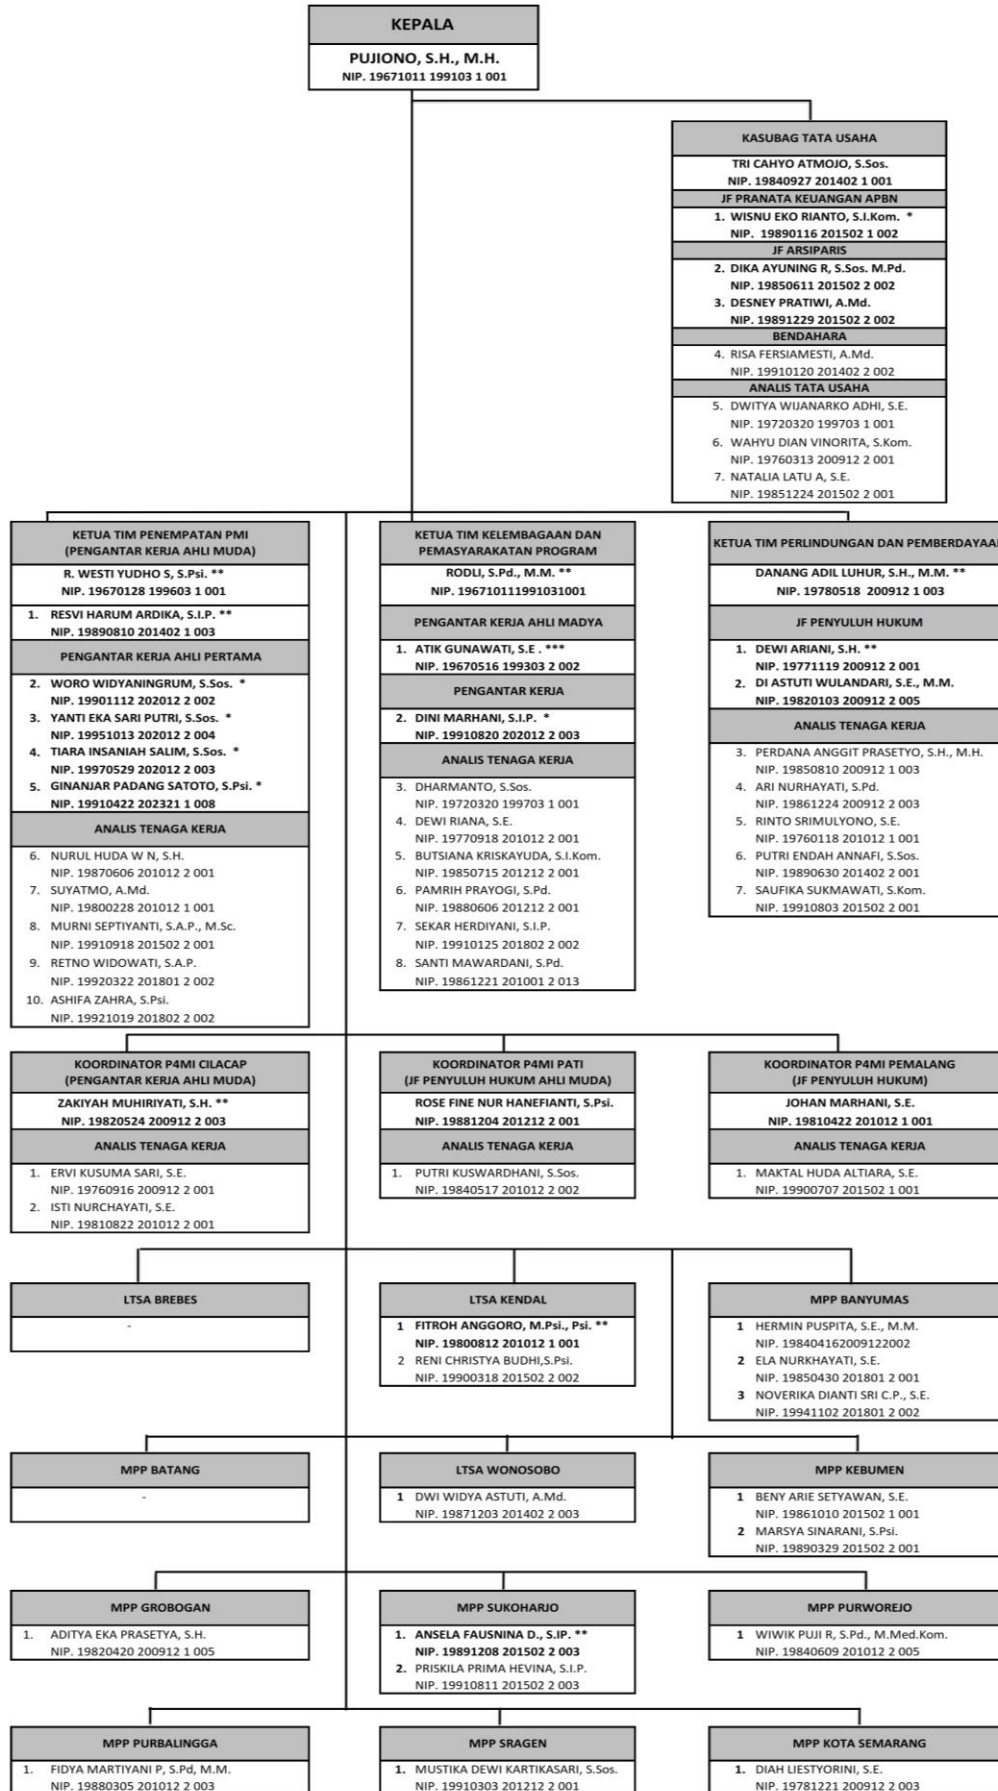 KEPALA
PUJIONO, S.H., M.H.
NIP. 19671011 199103 1 001
KASUBAG TATA USAHA
TRI CAHYO ATMOJO, S.Sos.
NIP. 19840927 201402 1 001
JF PRANATA KEUANGAN APBN
1. WISNU EKO RIANTO, S.I.Kom. *
NIP. 19890116 201502 1 002
JF ARSIPARIS
2. DIKA AYUNING R, S.Sos. M.Pd.
NIP. 19850611 201502 2 002
3. DESNEY PRATIWI, A.Md.
NIP. 19891229 201502 2 002
BENDAHARA
4. RISA FERSIAMESTI, A.Md.
NIP. 19910120 201402 2 002
ANALIS TATA USAHA
5. DWITYA WIJANARKO ADHI, S.E.
NIP. 19720320 199703 1 001
6. WAHYU DIAN VINORITA, S.Kom.
NIP. 19760313 200912 2 001
7. NATALIA LATU A, S.E.
NIP. 19851224 201502 2 001
KETUA TIM PENEMPATAN PMI
(PENGANTAR KERJA AHLI MUDA)
R. WESTI YUDHO S, S.Psi. **
NIP. 19670128 199603 1 001
1. RESVI HARUM ARDIKA, S.I.P. **
NIP. 19890810 201402 1 003
PENGANTAR KERJA AHLI PERTAMA
2. WORO WIDYANINGRUM, S.Sos. *
NIP. 19901112 202012 2 002
3. YANTI EKA SARI PUTRI, S.Sos. *
NIP. 19951013 202012 2 004
4. TIARA INSANIAH SALIM, S.Sos. *
NIP. 19970529 202012 2 003
5. GINANJAR PADANG SATOTO, S.Psi. *
NIP. 19910422 202321 1 008
ANALIS TENAGA KERJA
6. NURUL HUDA W N, S.H.
NIP. 19870606 201012 2 001
7. SUYATMO, A.Md.
NIP. 19800228 201012 1 001
8. MURNI SEPTIYANTI, S.A.P., M.Sc.
NIP. 19910918 201502 2 001
9. RETNO WIDOWATI, S.A.P.
NIP. 19920322 201801 2 002
10. ASHIFA ZAHRA, S.Psi.
NIP. 19921019 201802 2 002
KETUA TIM KELEMBAGAAN DAN
PEMASYARAKATAN PROGRAM
RODLI, S.Pd., M.M. **
NIP. 196710111991031001
PENGANTAR KERJA AHLI MADYA
1. ATIK GUNAWATI, S.E . ***
NIP. 19670516 199303 2 002
PENGANTAR KERJA
2. DINI MARHANI, S.I.P. *
NIP. 19910820 202012 2 003
ANALIS TENAGA KERJA
3. DHARMANTO, S.Sos.
NIP. 19720320 199703 1 001
4. DEWI RIANA, S.E.
NIP. 19770918 201012 2 001
5. BUTSIANA KRISKAYUDA, S.I.Kom.
NIP. 19850715 201212 2 001
6. PAMRIH PRAYOGI, S.Pd.
NIP. 19880606 201212 2 001
7. SEKAR HERDIYANI, S.I.P.
NIP. 19910125 201802 2 002
8. SANTI MAWARDANI, S.Pd.
NIP. 19861221 201001 2 013
KETUA TIM PERLINDUNGAN DAN PEMBERDAYAAN
DANANG ADIL LUHUR, S.H., M.M. **
NIP. 19780518 200912 1 003
JF PENYULUH HUKUM
1. DEWI ARIANI, S.H. **
NIP. 19771119 200912 2 001
2. DI ASTUTI WULANDARI, S.E., M.M.
NIP. 19820103 200912 2 005
ANALIS TENAGA KERJA
3. PERDANA ANGGIT PRASETYO, S.H., M.H.
NIP. 19850810 200912 1 003
4. ARI NURHAYATI, S.Pd.
NIP. 19861224 200912 2 003
5. RINTO SRIMULYONO, S.E.
NIP. 19760118 201012 1 001
6. PUTRI ENDAH ANNAFI, S.Sos.
NIP. 19890630 201402 2 001
7. SAUFIKA SUKMAWATI, S.Kom.
NIP. 19910803 201502 2 001
KOORDINATOR P4MI CILACAP
(PENGANTAR KERJA AHLI MUDA)
ZAKIYAH MUHIRIYATI, S.H. **
NIP. 19820524 200912 2 003
ANALIS TENAGA KERJA
1. ERVI KUSUMA SARI, S.E.
NIP. 19760916 200912 2 001
2. ISTI NURCHAYATI, S.E.
NIP. 19810822 201012 2 001
KOORDINATOR P4MI PATI
(JF PENYULUH HUKUM AHLI MUDA)
ROSE FINE NUR HANEFIANTI, S.Psi.
NIP. 19881204 201212 2 001
ANALIS TENAGA KERJA
1. PUTRI KUSWARDHANI, S.Sos.
NIP. 19840517 201012 2 002
KOORDINATOR P4MI PEMALANG
(JF PENYULUH HUKUM)
JOHAN MARHANI, S.E.
NIP. 19810422 201012 1 001
ANALIS TENAGA KERJA
1. MAKTAL HUDA ALTIARA, S.E.
NIP. 19900707 201502 1 001
LTSA BREBES
-
LTSA KENDAL
1 FITROH ANGGORO, M.Psi., Psi. **
NIP. 19800812 201012 1 001
2 RENI CHRISTYA BUDHI,S.Psi.
NIP. 19900318 201502 2 002
MPP BANYUMAS
1 HERMIN PUSPITA, S.E., M.M.
NIP. 198404162009122002
2 ELA NURKHAYATI, S.E.
NIP. 19850430 201801 2 001
3 NOVERIKA DIANTI SRI C.P., S.E.
NIP. 19941102 201801 2 002
MPP BATANG
-
LTSA WONOSOBO
1 DWI WIDYA ASTUTI, A.Md.
NIP. 19871203 201402 2 003
MPP KEBUMEN
1 BENY ARIE SETYAWAN, S.E.
NIP. 19861010 201502 1 001
2 MARSYA SINARANI, S.Psi.
NIP. 19890329 201502 2 001
MPP GROBOGAN
1. ADITYA EKA PRASETYA, S.H.
NIP. 19820420 200912 1 005
MPP SUKOHARJO
1. ANSELA FAUSNINA D., S.IP. **
NIP. 19891208 201502 2 003
2. PRISKILA PRIMA HEVINA, S.I.P.
NIP. 19910811 201502 2 003
MPP PURWOREJO
1 WIWIK PUJI R, S.Pd., M.Med.Kom.
NIP. 19840609 201012 2 005
MPP PURBALINGGA
1. FIDYA MARTIYANI P, S.Pd, M.M.
NIP. 19880305 201012 2 003
MPP SRAGEN
1. MUSTIKA DEWI KARTIKASARI, S.Sos.
NIP. 19910303 201212 2 001
MPP KOTA SEMARANG
1. DIAH LIESTYORINI, S.E.
NIP. 19781221 200912 2 003